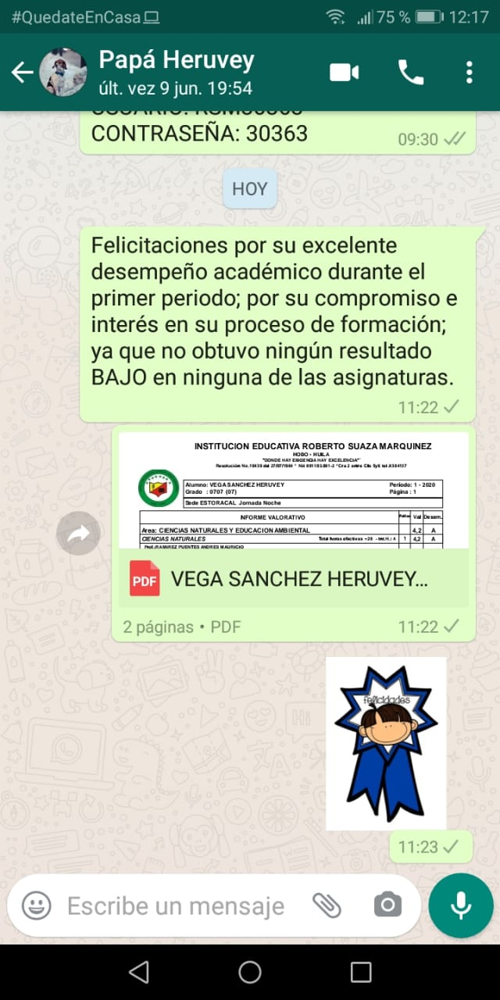 #QuedateEnCasa
75 % 12:17
Papá Heruvey
últ. vez 9 jun. 19:54
CONTRASEÑA: 30363
09:30
HOY
Felicitaciones por su excelente
desempeño académico durante el
primer periodo; por su compromiso e
interés en su proceso de formación;
ya que no obtuvo ningún resultado
BAJO en ninguna de las asignaturas.
11:22
INSTITUCION EDUCATIVA ROBERTO SUAZA MARQUINEZ
HOBO - HUILA
"DONDE HAY EXIGENCIA HAY EXCELENCIA"
Alumno: VEGA SANCHEZ HERUVEY Periodo: 1 - 2020
Grado : 0707 (07) Página : 1
Sede ESTORACAL Jornada Noche
INFORME VALORATIVO Fallas Val Desem.
Area: CIENCIAS NATURALES Y EDUCACION AMBIENTAL 4,2 A
CIENCIAS NATURALES Total horas efectivas =28 - Int.H.: 4 1 4,2 A
Prof.:RAMIREZ PUENTES ANDRES MAURICIO
PDF VEGA SANCHEZ HERUVEY...
2 páginas • PDF 11:22
felicidades
11:23
Escribe un mensaje